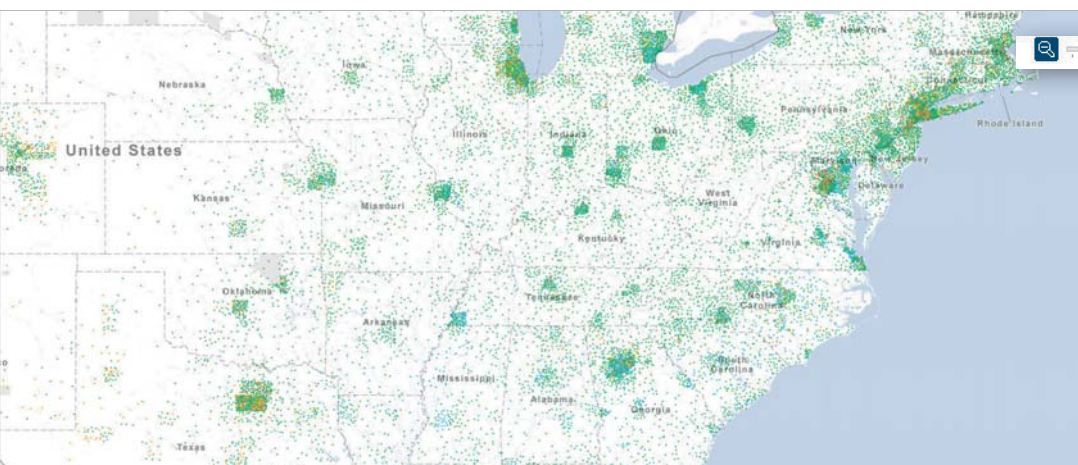 Hampshire
New York
Massachusetts
Iowa
Nebraska
Connecticut
Pennsylvania
Illinois
Indiana
Ohio
Rhode Island
United States
Maryland
New Jersey
Delaware
Kansas
Missouri
West
Virginia
Kentucky
Virginia
Oklahoma
Tennessee
North
Carolina
Arkansas
South
Carolina
Mississippi
Alabama
Georgia
Texas